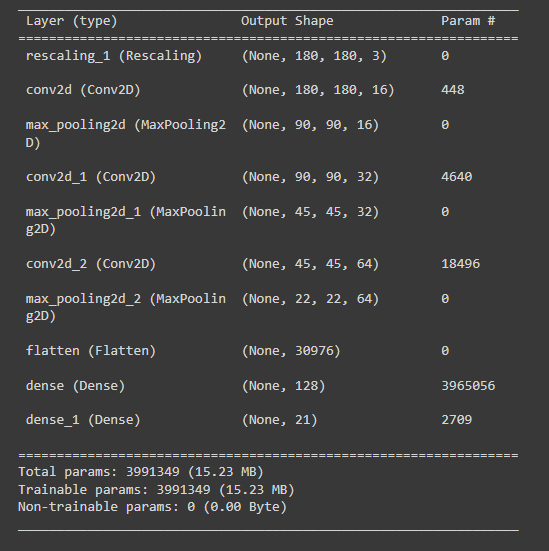 Layer (type) Output Shape Param #
=================================================================
rescaling_1 (Rescaling) (None, 180, 180, 3) 0
conv2d (Conv2D) (None, 180, 180, 16) 448
max_pooling2d (MaxPooling2 (None, 90, 90, 16) 0
D)
conv2d_1 (Conv2D) (None, 90, 90, 32) 4640
max_pooling2d_1 (MaxPoolin (None, 45, 45, 32) 0
g2D)
conv2d_2 (Conv2D) (None, 45, 45, 64) 18496
max_pooling2d_2 (MaxPoolin (None, 22, 22, 64) 0
g2D)
flatten (Flatten) (None, 30976) 0
dense (Dense) (None, 128) 3965056
dense_1 (Dense) (None, 21) 2709
=================================================================
Total params: 3991349 (15.23 MB)
Trainable params: 3991349 (15.23 MB)
Non-trainable params: 0 (0.00 Byte)